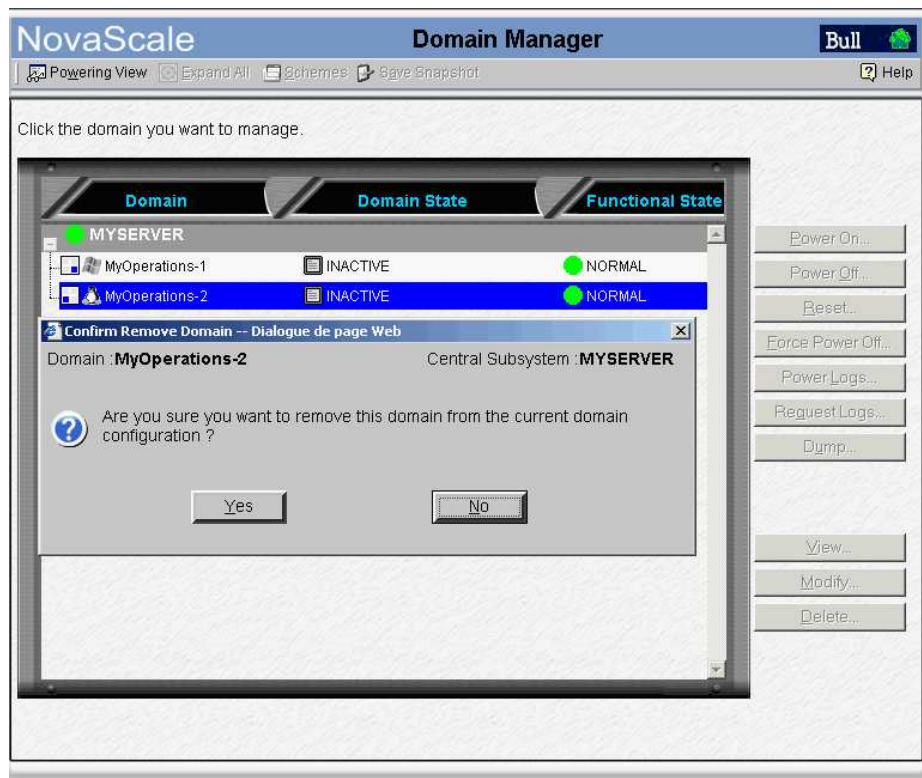 NovaScale Domain Manager Bull
Powering View Expand All Schemes Save Snapshot Help
Click the domain you want to manage.
Domain Domain State Functional State
MYSERVER
MyOperations-1 INACTIVE NORMAL
MyOperations-2 INACTIVE NORMAL
Confirm Remove Domain -- Dialogue de page Web
Domain :MyOperations-2 Central Subsystem :MYSERVER
Are you sure you want to remove this domain from the current domain
configuration ?
Yes No
Power On...
Power Off...
Reset...
Force Power Off...
Power Logs...
Request Logs...
Dump...
View...
Modify...
Delete...